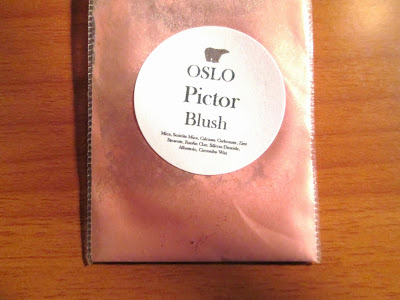 OSLO
Pictor
Blush
Mica, Sericite Mica, Calcium Carbonate, Zinc
Stearate, Kaolin Clay, Silicon Dioxide,
Allantoin, Carnauba Wax